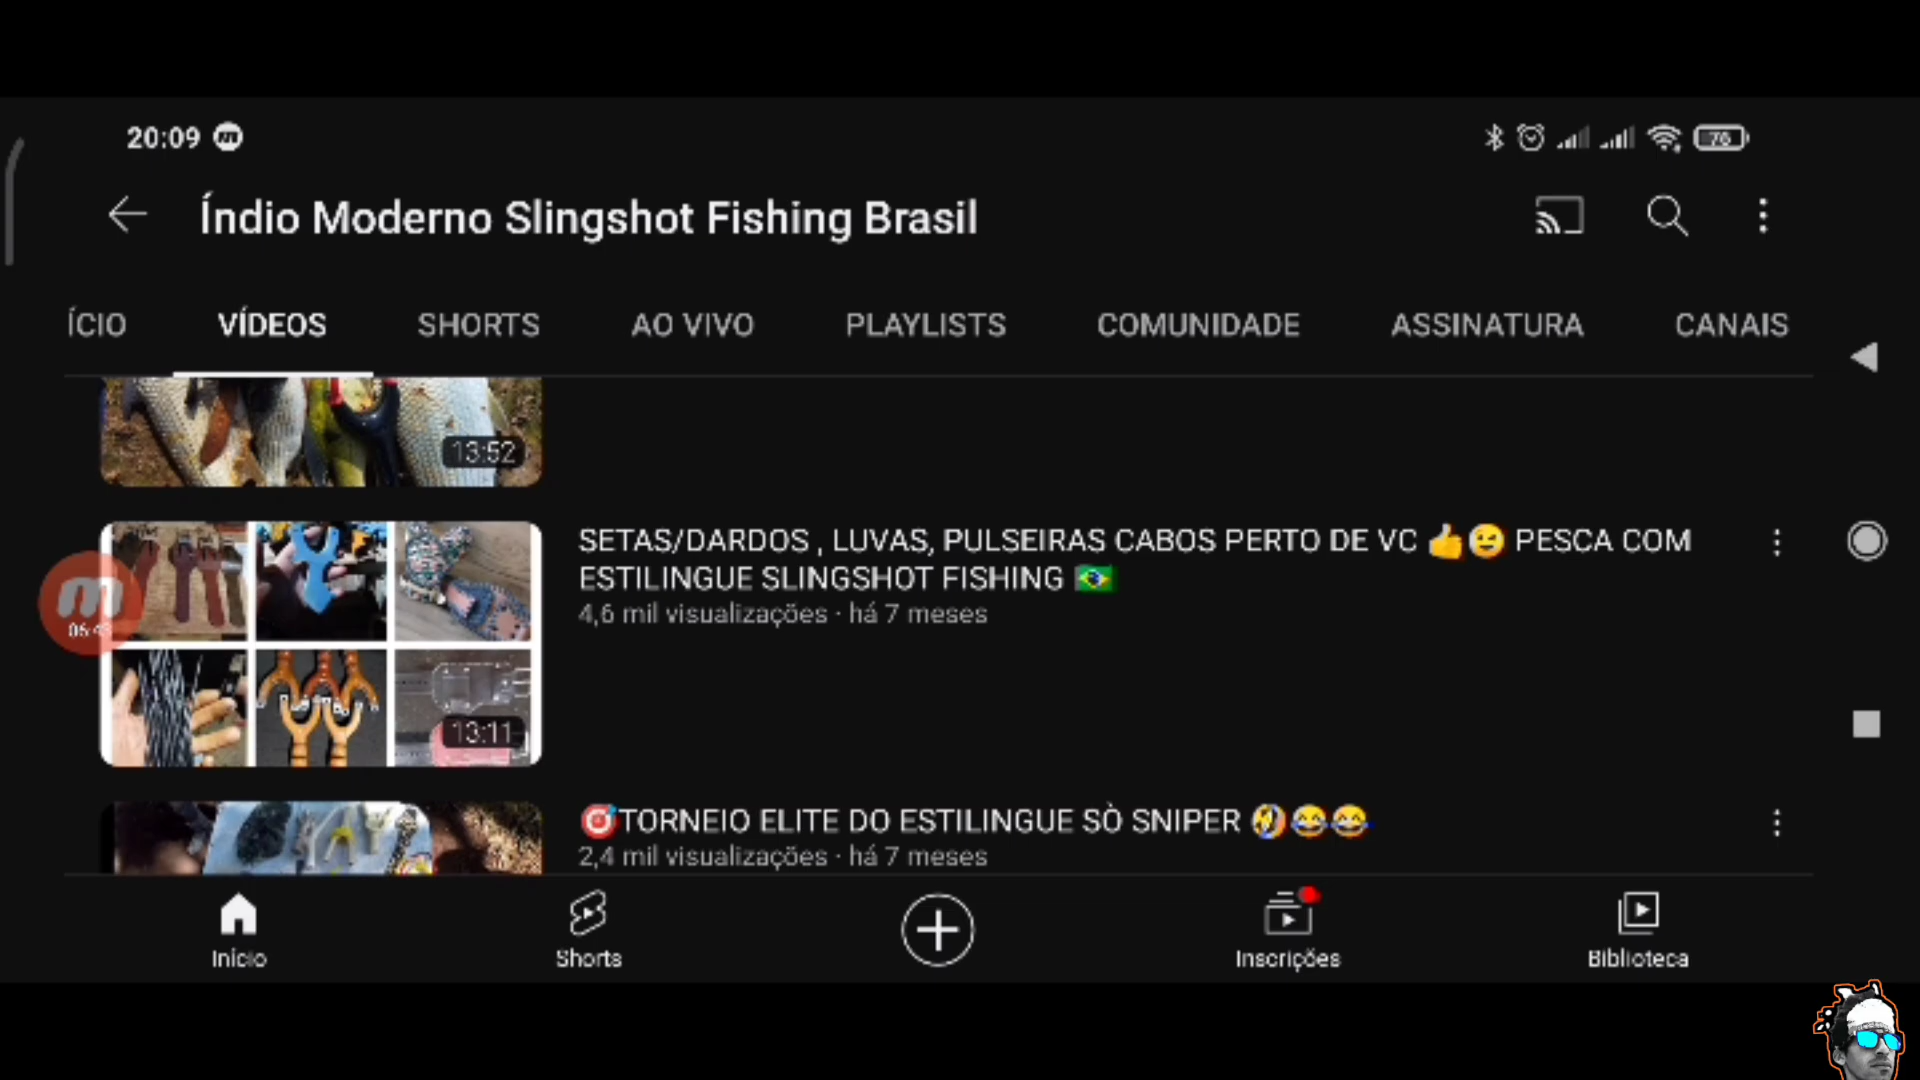 20:09
76
Índio Moderno Slingshot Fishing Brasil
ÍCIO VÍDEOS SHORTS AO VIVO PLAYLISTS COMUNIDADE ASSINATURA CANAIS
13:52
SETAS/DARDOS , LUVAS, PULSEIRAS CABOS PERTO DE VC 👍😉 PESCA COM
ESTILINGUE SLINGSHOT FISHING 🇧🇷
4,6 mil visualizações · há 7 meses
13:11
🎯TORNEIO ELITE DO ESTILINGUE SÒ SNIPER 🤣😂😂
2,4 mil visualizações · há 7 meses
Início Shorts Inscrições Biblioteca